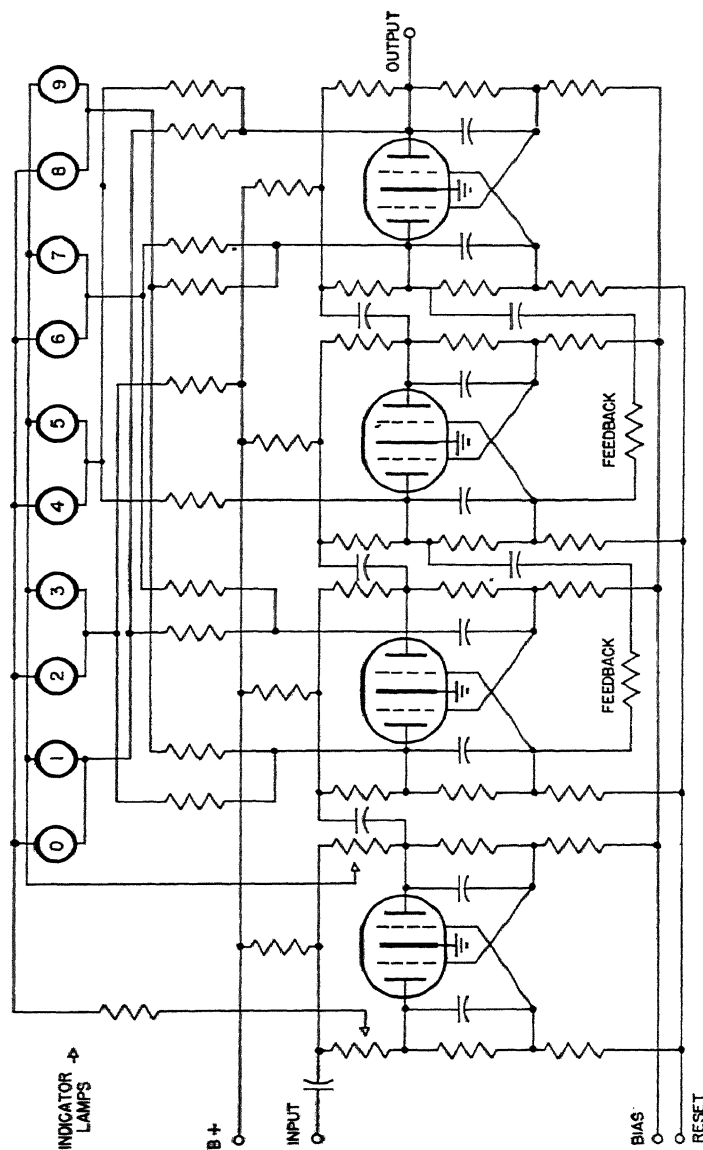 INDICATOR
LAMPS
0
1
2
3
4
5
6
7
8
9
B+
INPUT
OUTPUT
FEEDBACK
FEEDBACK
BIAS
RESET